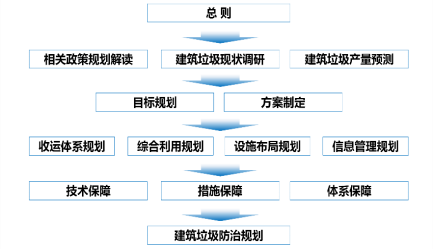 总 则
相关政策规划解读 建筑垃圾现状调研 建筑垃圾产量预测
目标规划 方案制定
收运体系规划 综合利用规划 设施布局规划 信息管理规划
技术保障 措施保障 体系保障
建筑垃圾防治规划